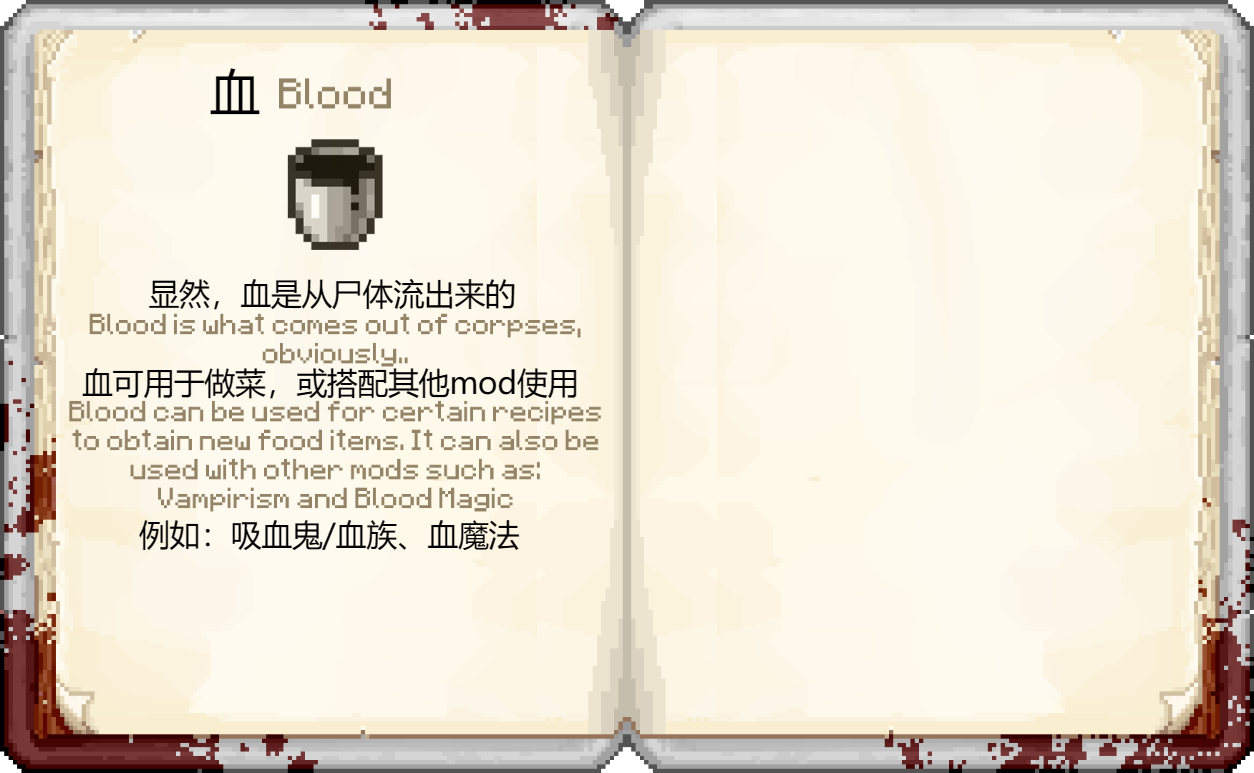 血 Blood
显然，血是从尸体流出来的
Blood is what comes out of corpses,
obviously..
血可用于做菜，或搭配其他mod使用
Blood can be used for certain recipes
to obtain new food items. It can also be
used with other mods such as:
Vampirism and Blood Magic
例如：吸血鬼/血族、血魔法